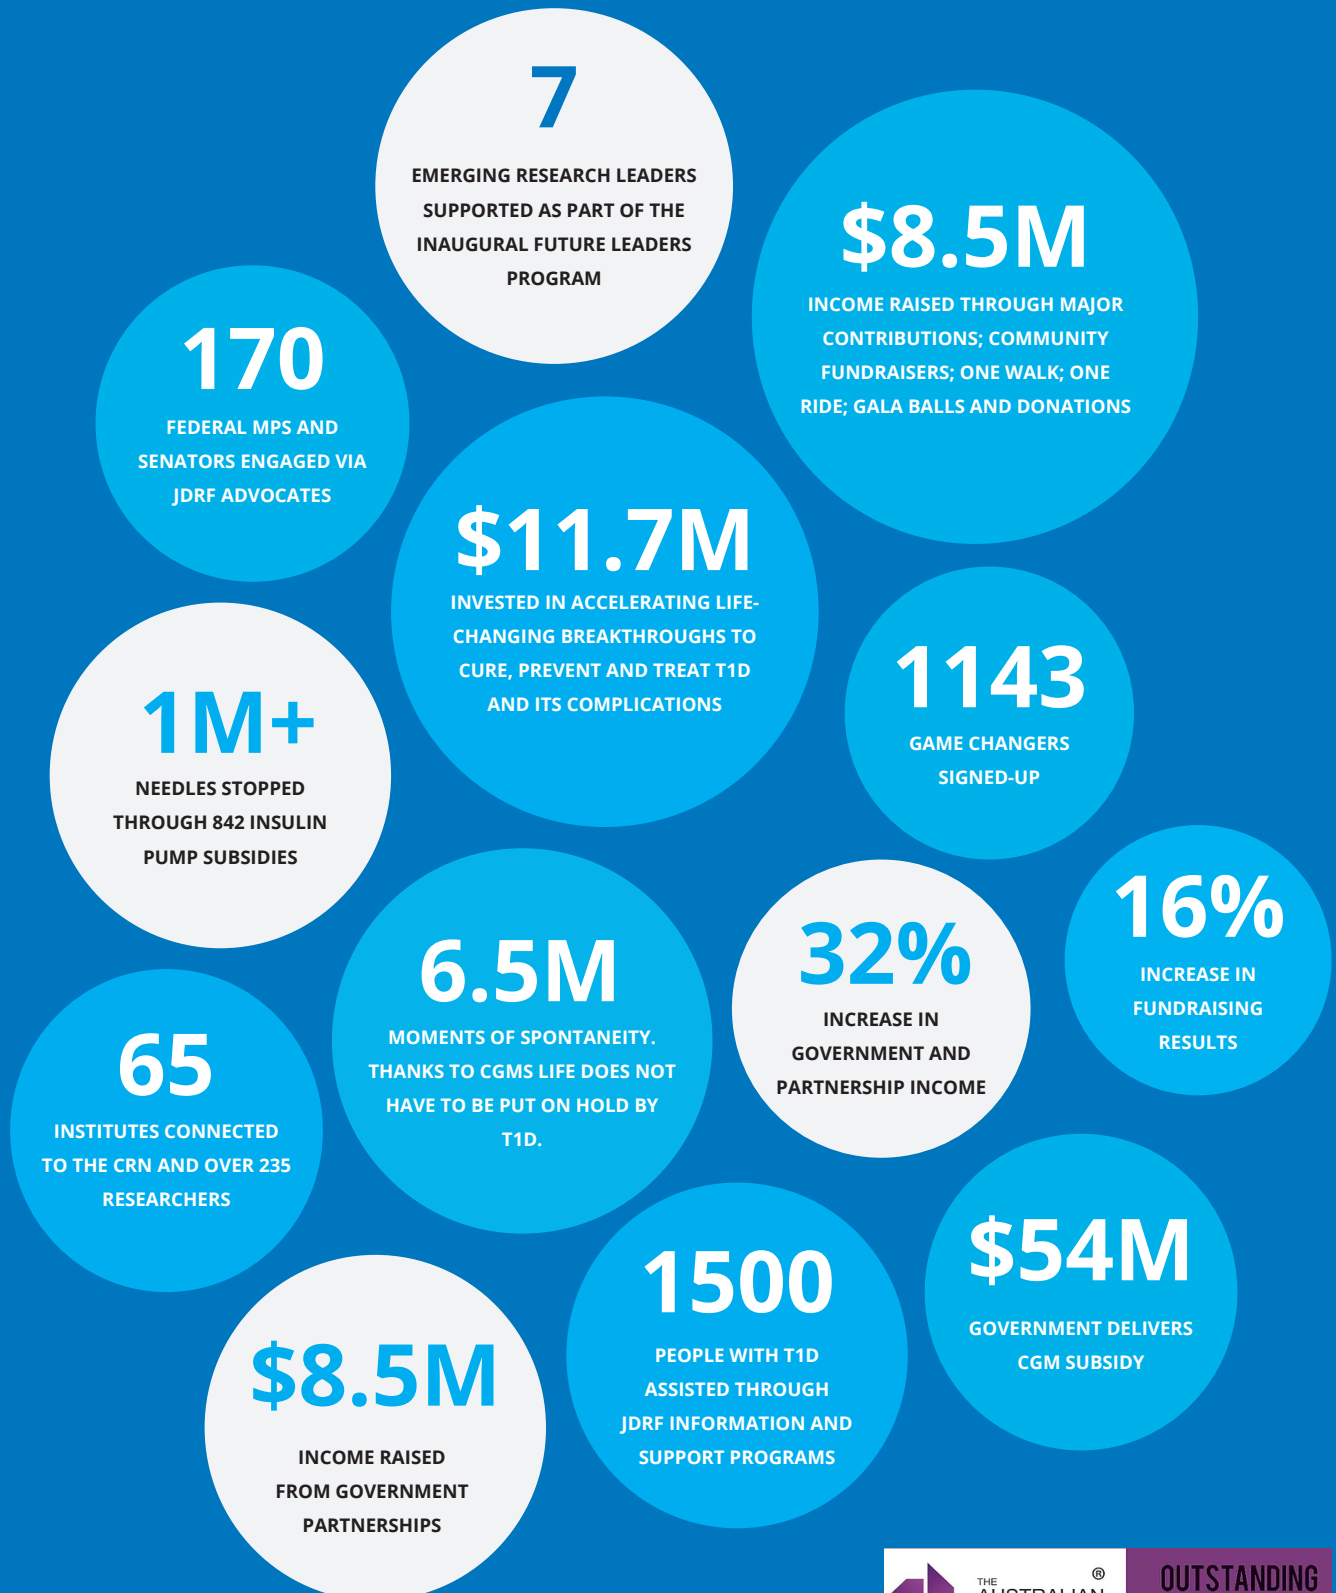 7
EMERGING RESEARCH LEADERS
SUPPORTED AS PART OF THE
INAUGURAL FUTURE LEADERS
PROGRAM
$8.5M
INCOME RAISED THROUGH MAJOR
CONTRIBUTIONS; COMMUNITY
FUNDRAISERS; ONE WALK; ONE
RIDE; GALA BALLS AND DONATIONS
170
FEDERAL MPS AND
SENATORS ENGAGED VIA
JDRF ADVOCATES
$11.7M
INVESTED IN ACCELERATING LIFE-
CHANGING BREAKTHROUGHS TO
CURE, PREVENT AND TREAT T1D
AND ITS COMPLICATIONS
1143
GAME CHANGERS
SIGNED-UP
1M+
NEEDLES STOPPED
THROUGH 842 INSULIN
PUMP SUBSIDIES
16%
INCREASE IN
FUNDRAISING
RESULTS
32%
INCREASE IN
GOVERNMENT AND
PARTNERSHIP INCOME
6.5M
MOMENTS OF SPONTANEITY.
THANKS TO CGMS LIFE DOES NOT
HAVE TO BE PUT ON HOLD BY
T1D.
65
INSTITUTES CONNECTED
TO THE CRN AND OVER 235
RESEARCHERS
$54M
GOVERNMENT DELIVERS
CGM SUBSIDY
1500
PEOPLE WITH T1D
ASSISTED THROUGH
JDRF INFORMATION AND
SUPPORT PROGRAMS
$8.5M
INCOME RAISED
FROM GOVERNMENT
PARTNERSHIPS
THE ®
AUSTRALIAN
OUTSTANDING